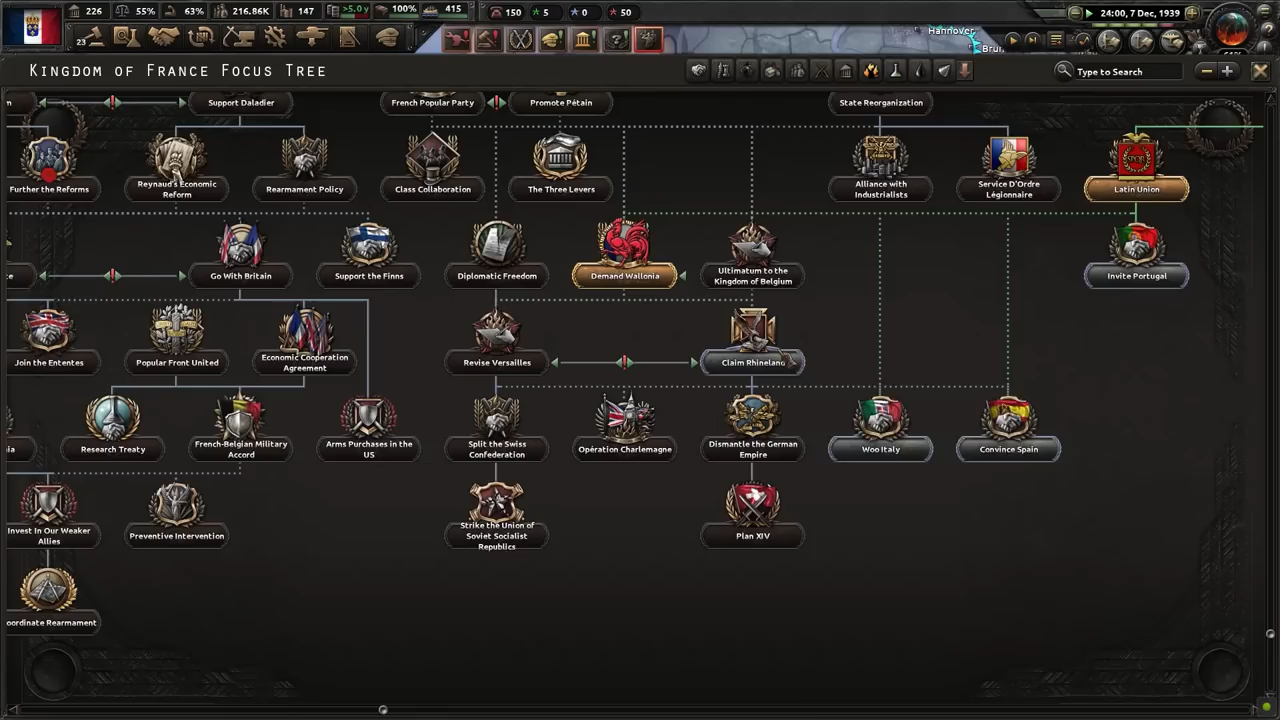 226 55% 63% 216.86K 147 >5.0 y 100% 415 150 5 0 50 24:00, 7 Dec, 1939
23
Hannover
Kingdom of France Focus Tree
Type to Search
Support Daladier
French Popular Party
Promote Pétain
State Reorganization
Further the Reforms
Reynaud's Economic
Reform
Rearmament Policy
Class Collaboration
The Three Levers
Alliance with
Industrialists
Service D'Ordre
Légionnaire
SPQR
Latin Union
Go With Britain
Support the Finns
Diplomatic Freedom
Demand Wallonia
Ultimatum to the
Kingdom of Belgium
Invite Portugal
Join the Ententes
Popular Front United
Economic Cooperation
Agreement
Revise Versailles
Claim Rhineland
Research Treaty
French-Belgian Military
Accord
Arms Purchases in the
US
Split the Swiss
Confederation
Opération Charlemagne
Dismantle the German
Empire
Woo Italy
Convince Spain
Invest In Our Weaker
Allies
Preventive Intervention
Strike the Union of
Soviet Socialist
Republics
Plan XIV
oordinate Rearmament